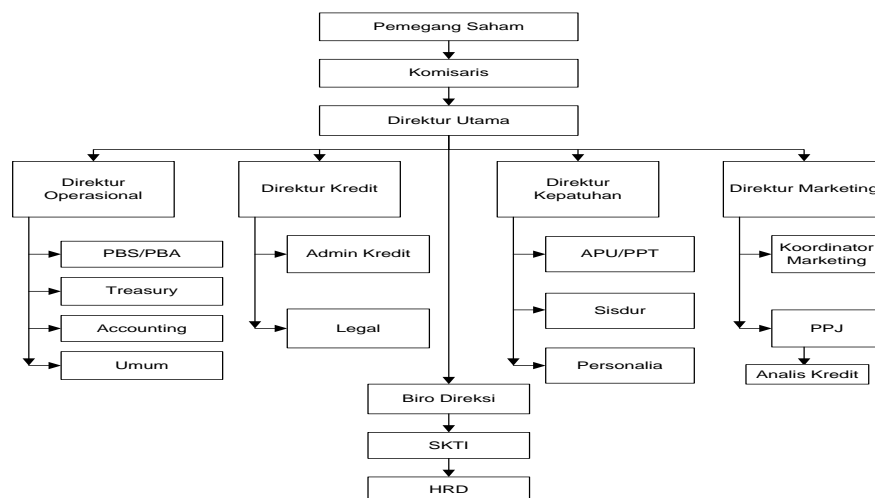 Pemegang Saham
Komisaris
Direktur Utama
Direktur
Operasional
Direktur Kredit
Direktur
Kepatuhan
Direktur Marketing
PBS/PBA
Treasury
Accounting
Umum
Admin Kredit
Legal
APU/PPT
Sisdur
Personalia
Koordinator
Marketing
PPJ
Analis Kredit
Biro Direksi
SKTI
HRD